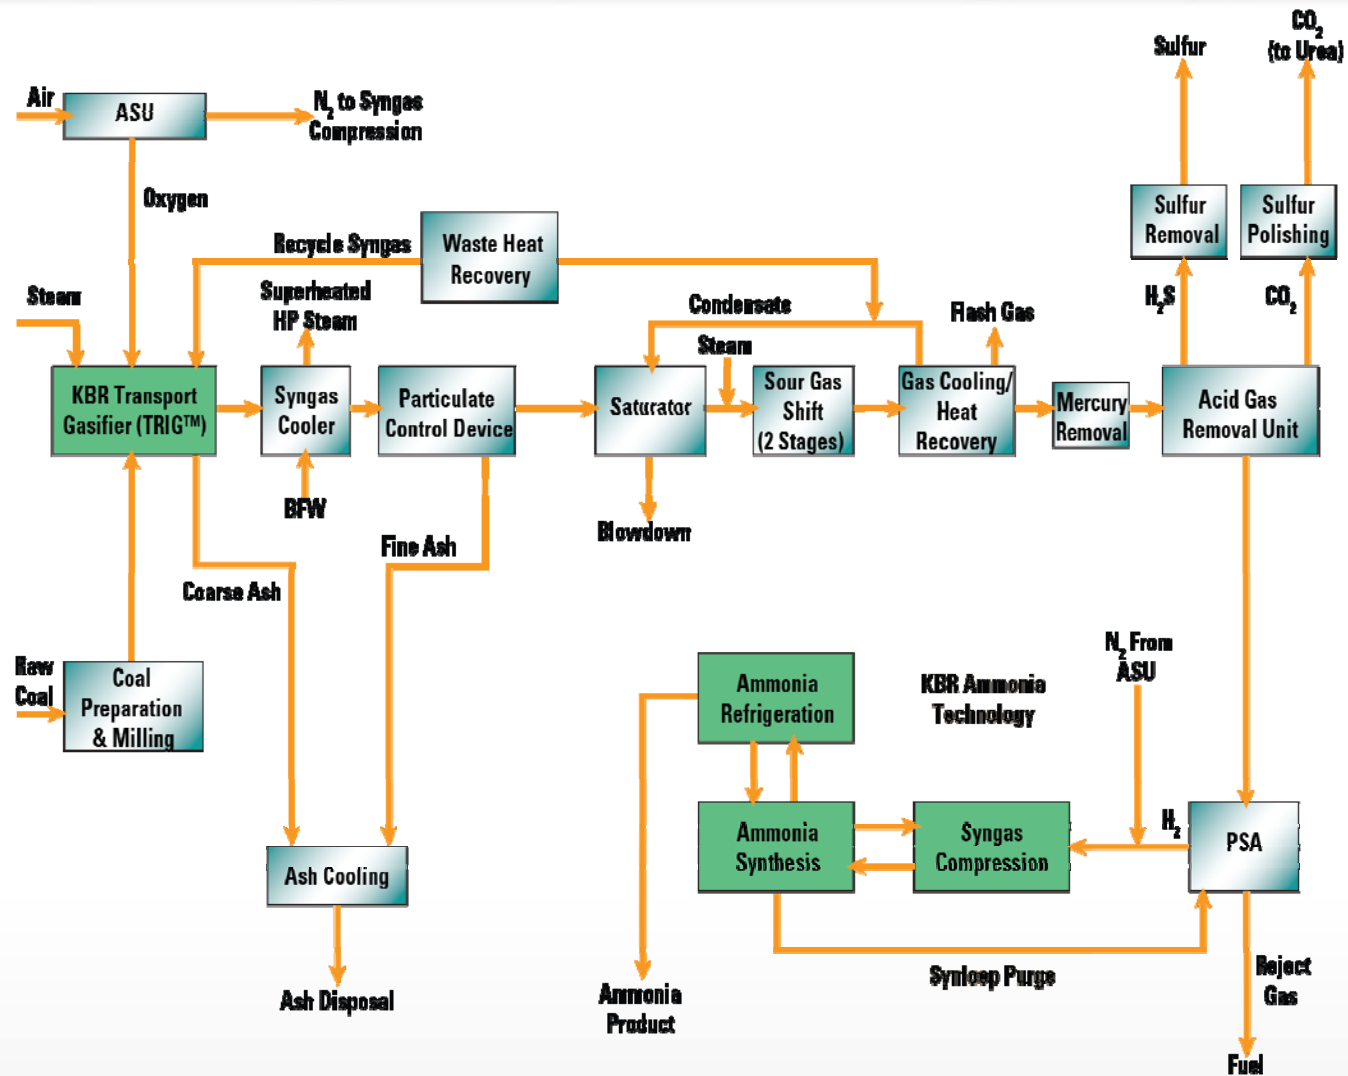 CO2
(to Urea)
Sulfur
Air
ASU
N2 to Syngas
Compression
Oxygen
Sulfur
Removal
Sulfur
Polishing
Recycle Syngas
Waste Heat
Recovery
Steam
Superheated
HP Steam
Condensate
Flash Gas
H2S
CO2
Steam
KBR Transport
Gasifier (TRIG™)
Syngas
Cooler
Particulate
Control Device
Saturator
Sour Gas
Shift
(2 Stages)
Gas Cooling/
Heat
Recovery
Mercury
Removal
Acid Gas
Removal Unit
BFW
Blowdown
Fine Ash
Coarse Ash
Raw
Coal
Coal
Preparation
& Milling
Ammonia
Refrigeration
KBR Ammonia
Technology
N2 From
ASU
H2
Ammonia
Synthesis
Syngas
Compression
PSA
Ash Cooling
Synloop Purge
Reject
Gas
Ash Disposal
Ammonia
Product
Fuel